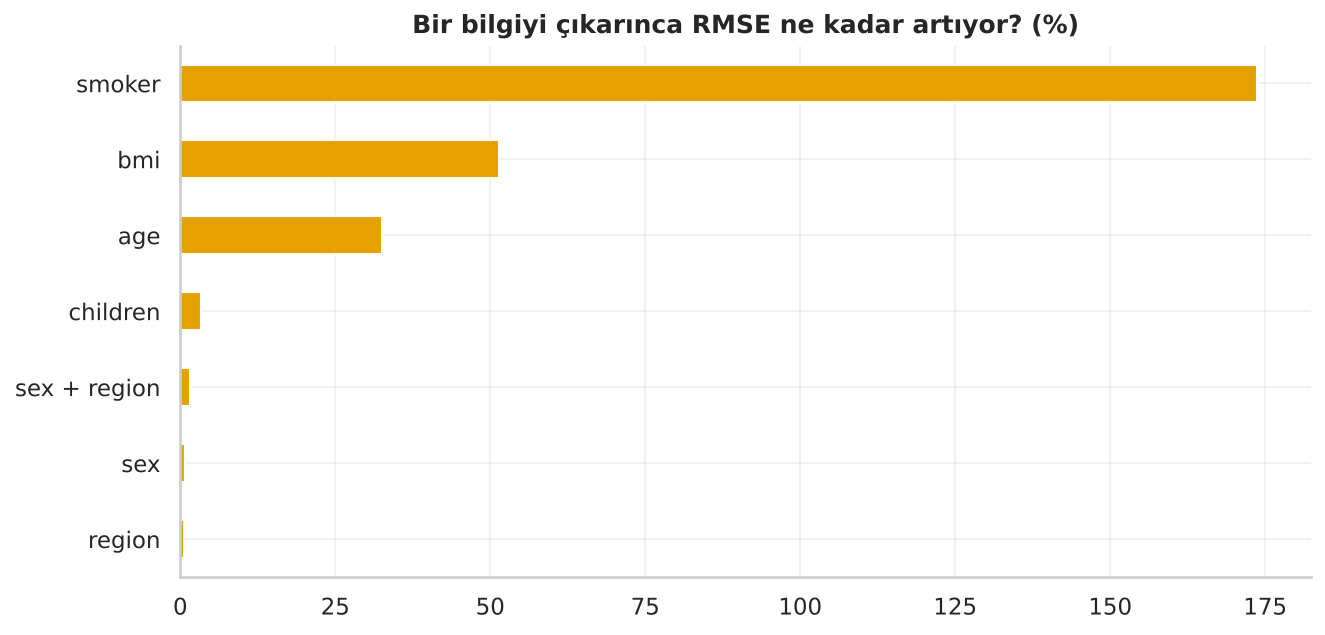 Bir bilgiyi çıkarınca RMSE ne kadar artıyor? (%)
smoker
bmi
age
children
sex + region
sex
region
0 25 50 75 100 125 150 175